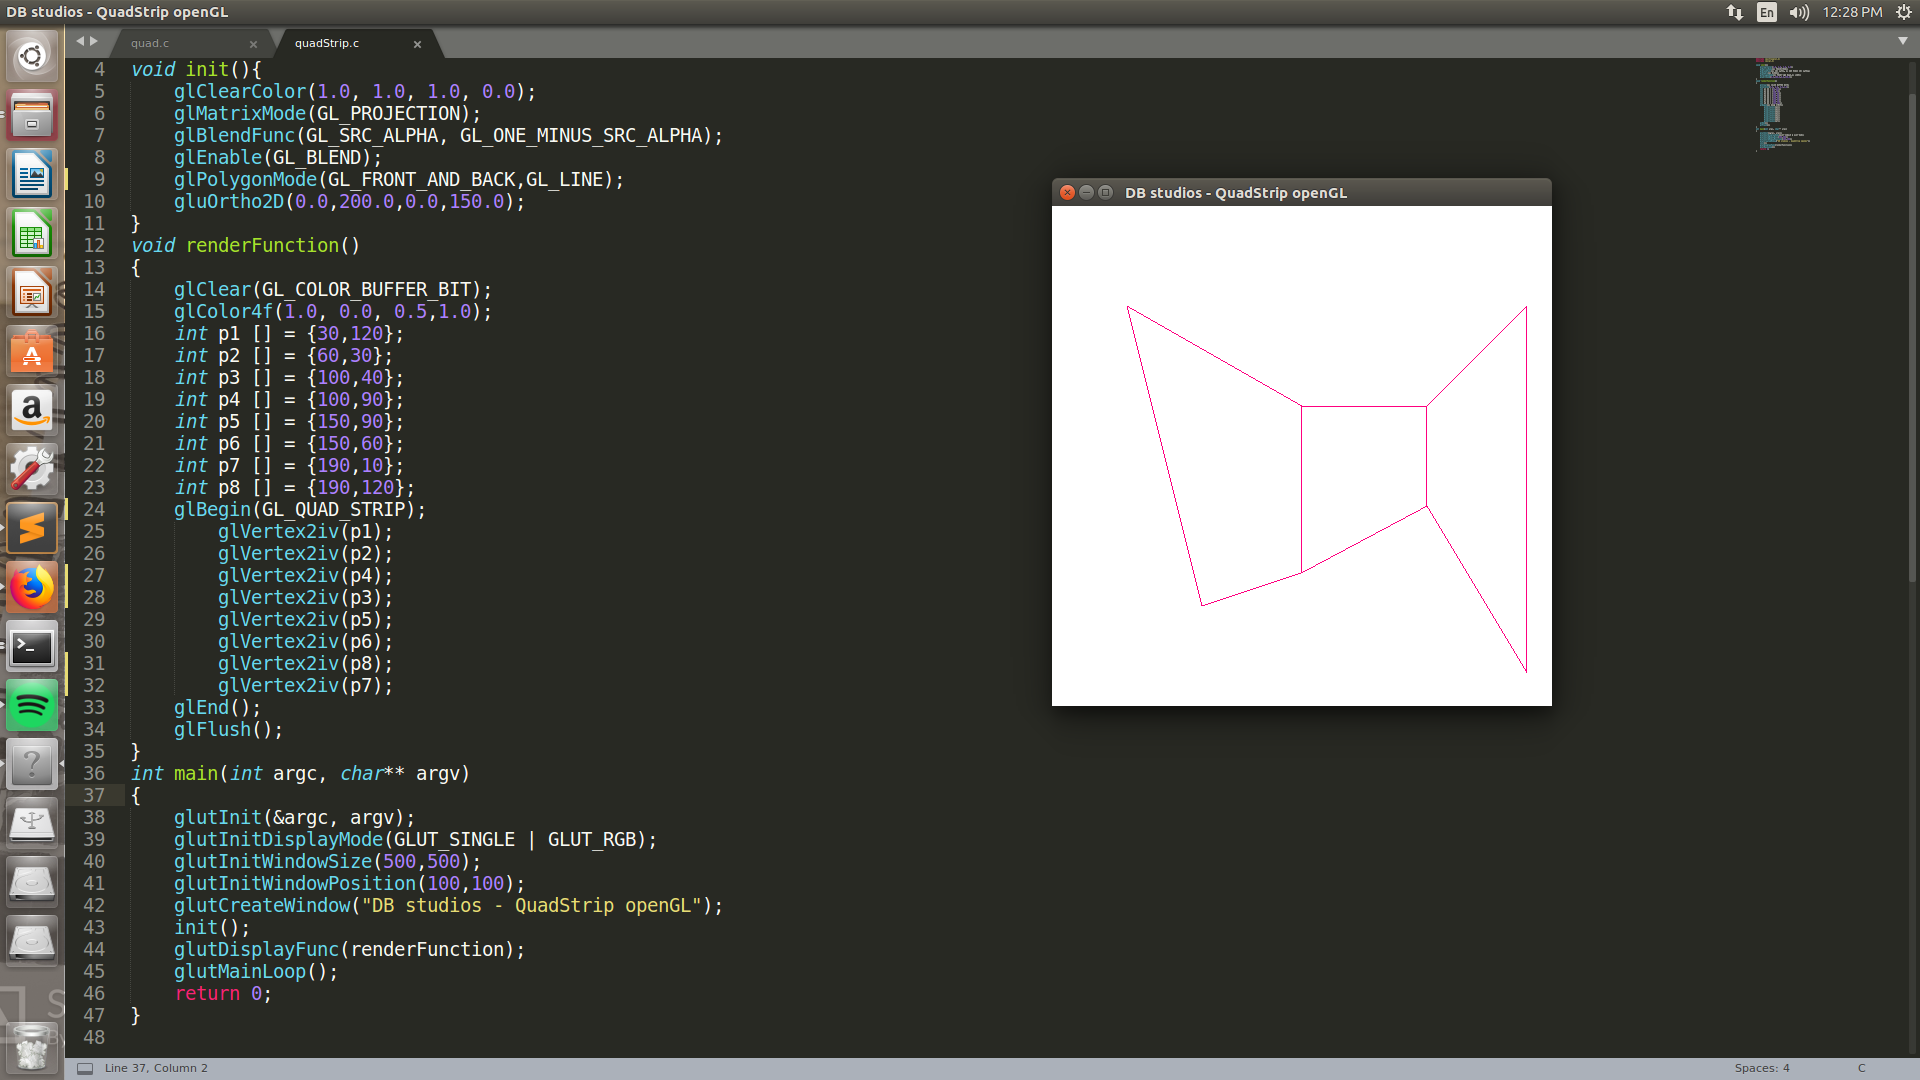 DB studios - QuadStrip openGL
En
12:28 PM
quad.c
quadStrip.c
4 void init(){
5 glClearColor(1.0, 1.0, 1.0, 0.0);
6 glMatrixMode(GL_PROJECTION);
7 glBlendFunc(GL_SRC_ALPHA, GL_ONE_MINUS_SRC_ALPHA);
8 glEnable(GL_BLEND);
9 glPolygonMode(GL_FRONT_AND_BACK,GL_LINE);
10 gluOrtho2D(0.0,200.0,0.0,150.0);
11 }
12 void renderFunction()
13 {
14 glClear(GL_COLOR_BUFFER_BIT);
15 glColor4f(1.0, 0.0, 0.5,1.0);
16 int p1 [] = {30,120};
17 int p2 [] = {60,30};
18 int p3 [] = {100,40};
19 int p4 [] = {100,90};
20 int p5 [] = {150,90};
21 int p6 [] = {150,60};
22 int p7 [] = {190,10};
23 int p8 [] = {190,120};
24 glBegin(GL_QUAD_STRIP);
25 glVertex2iv(p1);
26 glVertex2iv(p2);
27 glVertex2iv(p4);
28 glVertex2iv(p3);
29 glVertex2iv(p5);
30 glVertex2iv(p6);
31 glVertex2iv(p8);
32 glVertex2iv(p7);
33 glEnd();
34 glFlush();
35 }
36 int main(int argc, char** argv)
37 {
38 glutInit(&argc, argv);
39 glutInitDisplayMode(GLUT_SINGLE | GLUT_RGB);
40 glutInitWindowSize(500,500);
41 glutInitWindowPosition(100,100);
42 glutCreateWindow("DB studios - QuadStrip openGL");
43 init();
44 glutDisplayFunc(renderFunction);
45 glutMainLoop();
46 return 0;
47 }
48
DB studios - QuadStrip openGL
Line 37, Column 2
Spaces: 4
C